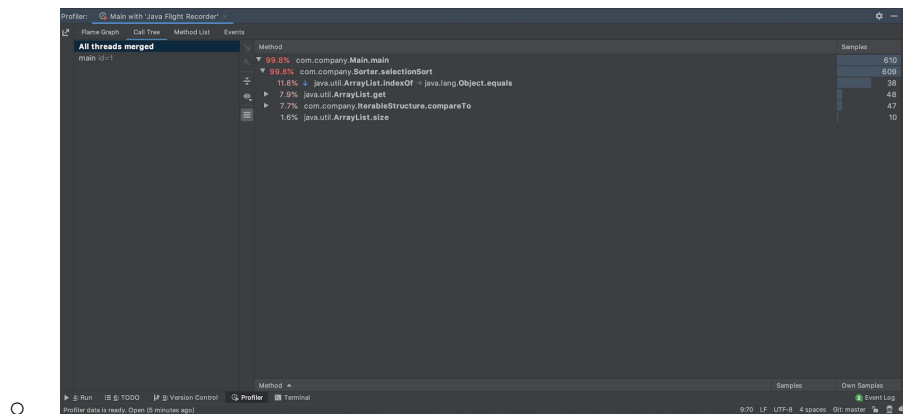 Profiler: Main with 'Java Flight Recorder' ×
Flame Graph Call Tree Method List Events
All threads merged
main id=1
Method Samples
99.8% com.company.Main.main 610
99.8% com.company.Sorter.selectionSort 609
11.8% java.util.ArrayList.indexOf → java.lang.Object.equals 38
7.9% java.util.ArrayList.get 48
7.7% com.company.IterableStructure.compareTo 47
1.6% java.util.ArrayList.size 10
Method Samples Own Samples
4: Run 6: TODO 9: Version Control Profiler Terminal 2 Event Log
Profiler data is ready. Open (5 minutes ago) 9:70 LF UTF-8 4 spaces Git: master